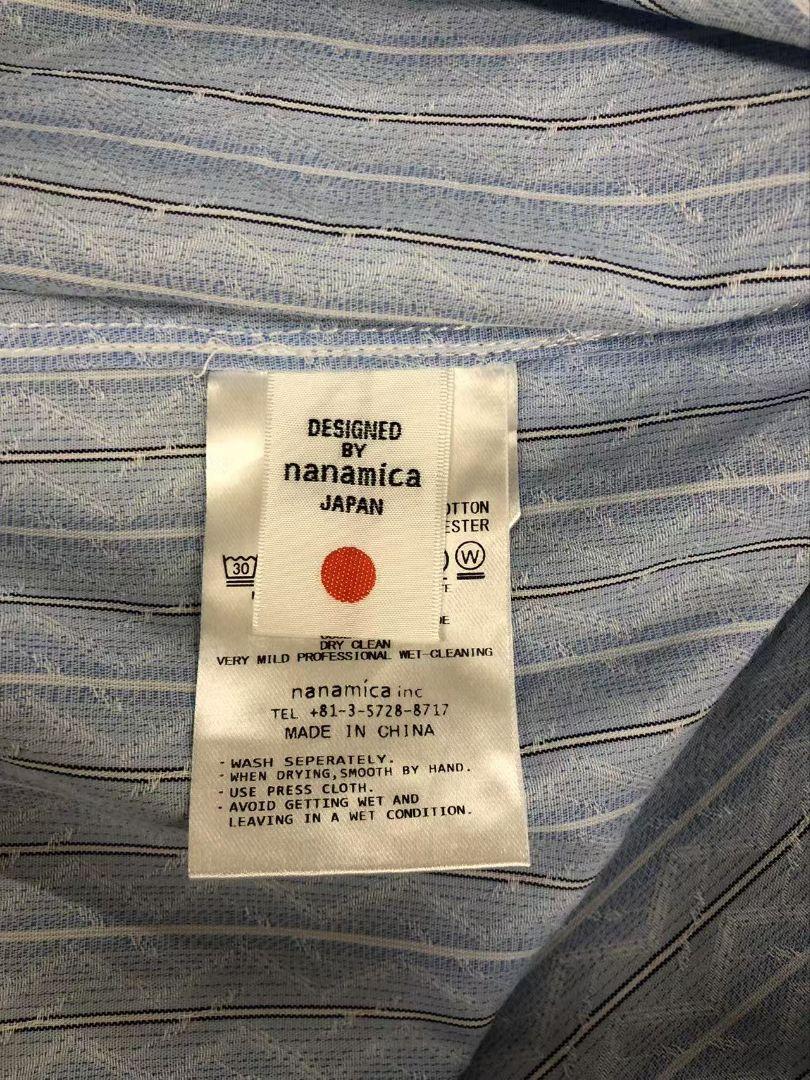 DESIGNED
BY
nanamica
JAPAN
30
W
DRY CLEAN
VERY MILD PROFESSIONAL WET-CLEANING
nanamica inc
TEL +81-3-5728-8717
MADE IN CHINA
- WASH SEPERATELY.
- WHEN DRYING,SMOOTH BY HAND.
- USE PRESS CLOTH.
- AVOID GETTING WET AND
LEAVING IN A WET CONDITION.